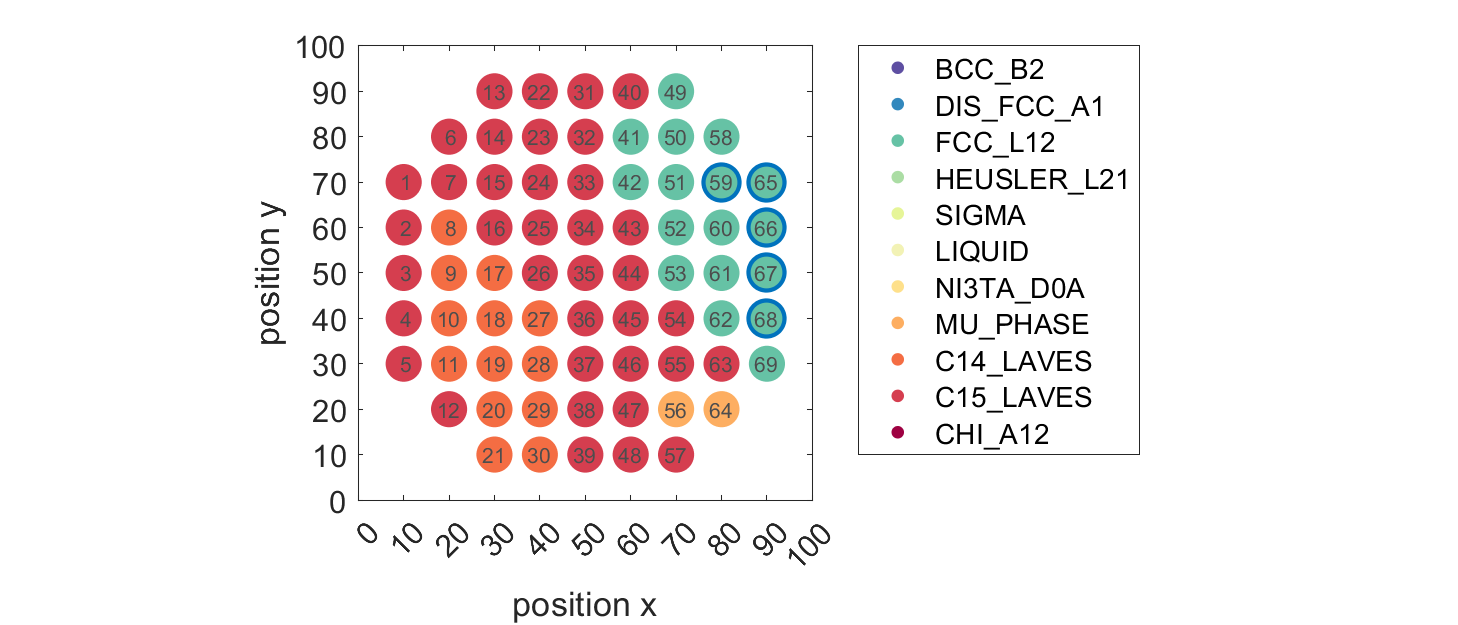 100
90
80
70
60
50
40
30
20
10
0
13 22 31 40 49
6 14 23 32 41 50 58
1 7 15 24 33 42 51 59 65
2 8 16 25 34 43 52 60 66
3 9 17 26 35 44 53 61 67
4 10 18 27 36 45 54 62 68
5 11 19 28 37 46 55 63 69
12 20 29 38 47 56 64
21 30 39 48 57
0 10 20 30 40 50 60 70 80 90 100
position x
position y
BCC_B2
DIS_FCC_A1
FCC_L12
HEUSLER_L21
SIGMA
LIQUID
NI3TA_D0A
MU_PHASE
C14_LAVES
C15_LAVES
CHI_A12